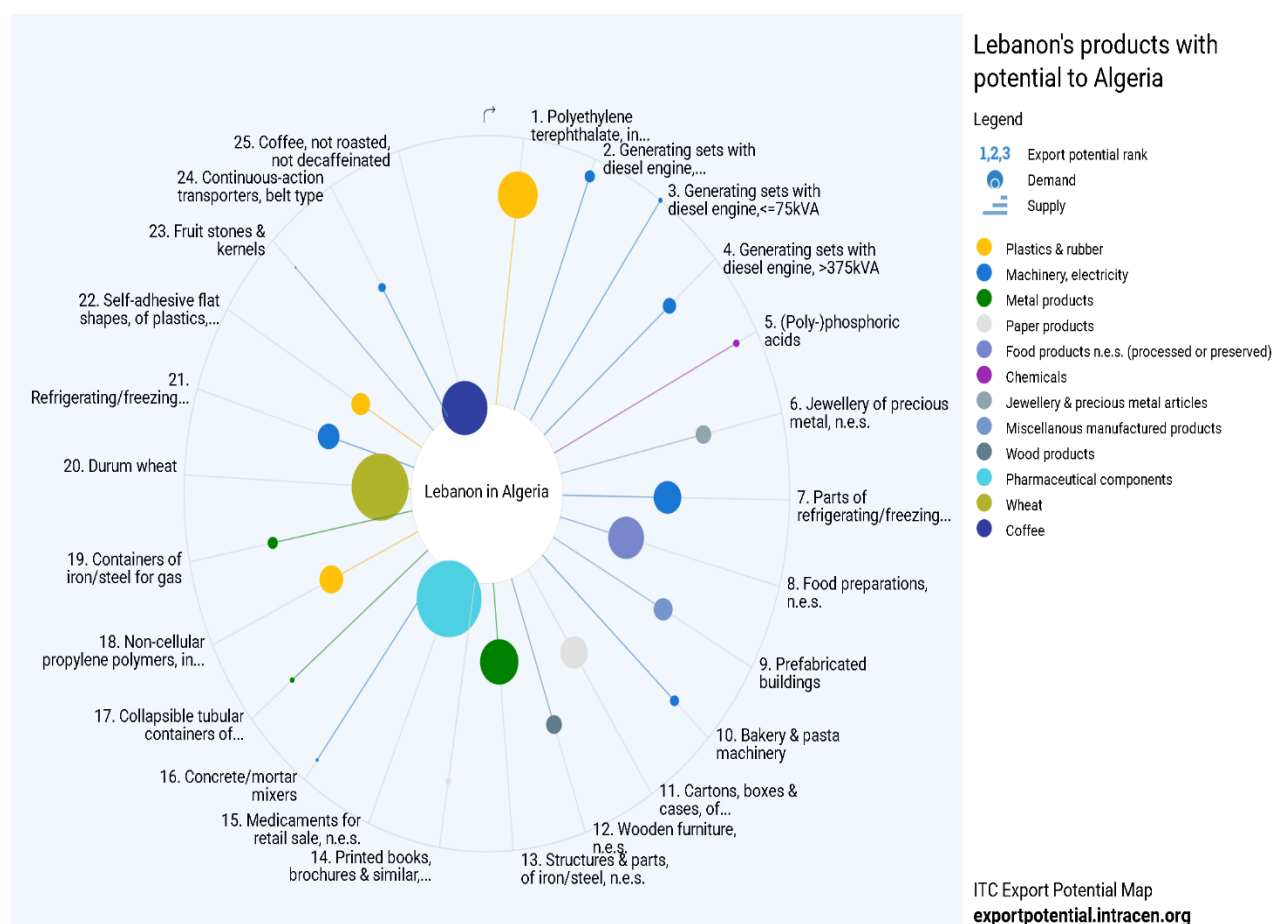 Lebanon's products with
potential to Algeria
Legend
1,2,3 Export potential rank
Demand
Supply
Plastics & rubber
Machinery, electricity
Metal products
Paper products
Food products n.e.s. (processed or preserved)
Chemicals
Jewellery & precious metal articles
Miscellanous manufactured products
Wood products
Pharmaceutical components
Wheat
Coffee
1. Polyethylene
terephthalate, in...
2. Generating sets with
diesel engine,...
3. Generating sets with
diesel engine,<=75kVA
4. Generating sets with
diesel engine, >375kVA
5. (Poly-)phosphoric
acids
6. Jewellery of precious
metal, n.e.s.
7. Parts of
refrigerating/freezing...
8. Food preparations,
n.e.s.
9. Prefabricated
buildings
10. Bakery & pasta
machinery
11. Cartons, boxes &
cases, of...
12. Wooden furniture,
n.e.s.
13. Structures & parts,
of iron/steel, n.e.s.
14. Printed books,
brochures & similar,...
15. Medicaments for
retail sale, n.e.s.
16. Concrete/mortar
mixers
17. Collapsible tubular
containers of...
18. Non-cellular
propylene polymers, in...
19. Containers of
iron/steel for gas
20. Durum wheat
21.
Refrigerating/freezing...
22. Self-adhesive flat
shapes, of plastics,...
23. Fruit stones &
kernels
24. Continuous-action
transporters, belt type
25. Coffee, not roasted,
not decaffeinated
Lebanon in Algeria
ITC Export Potential Map
exportpotential.intracen.org